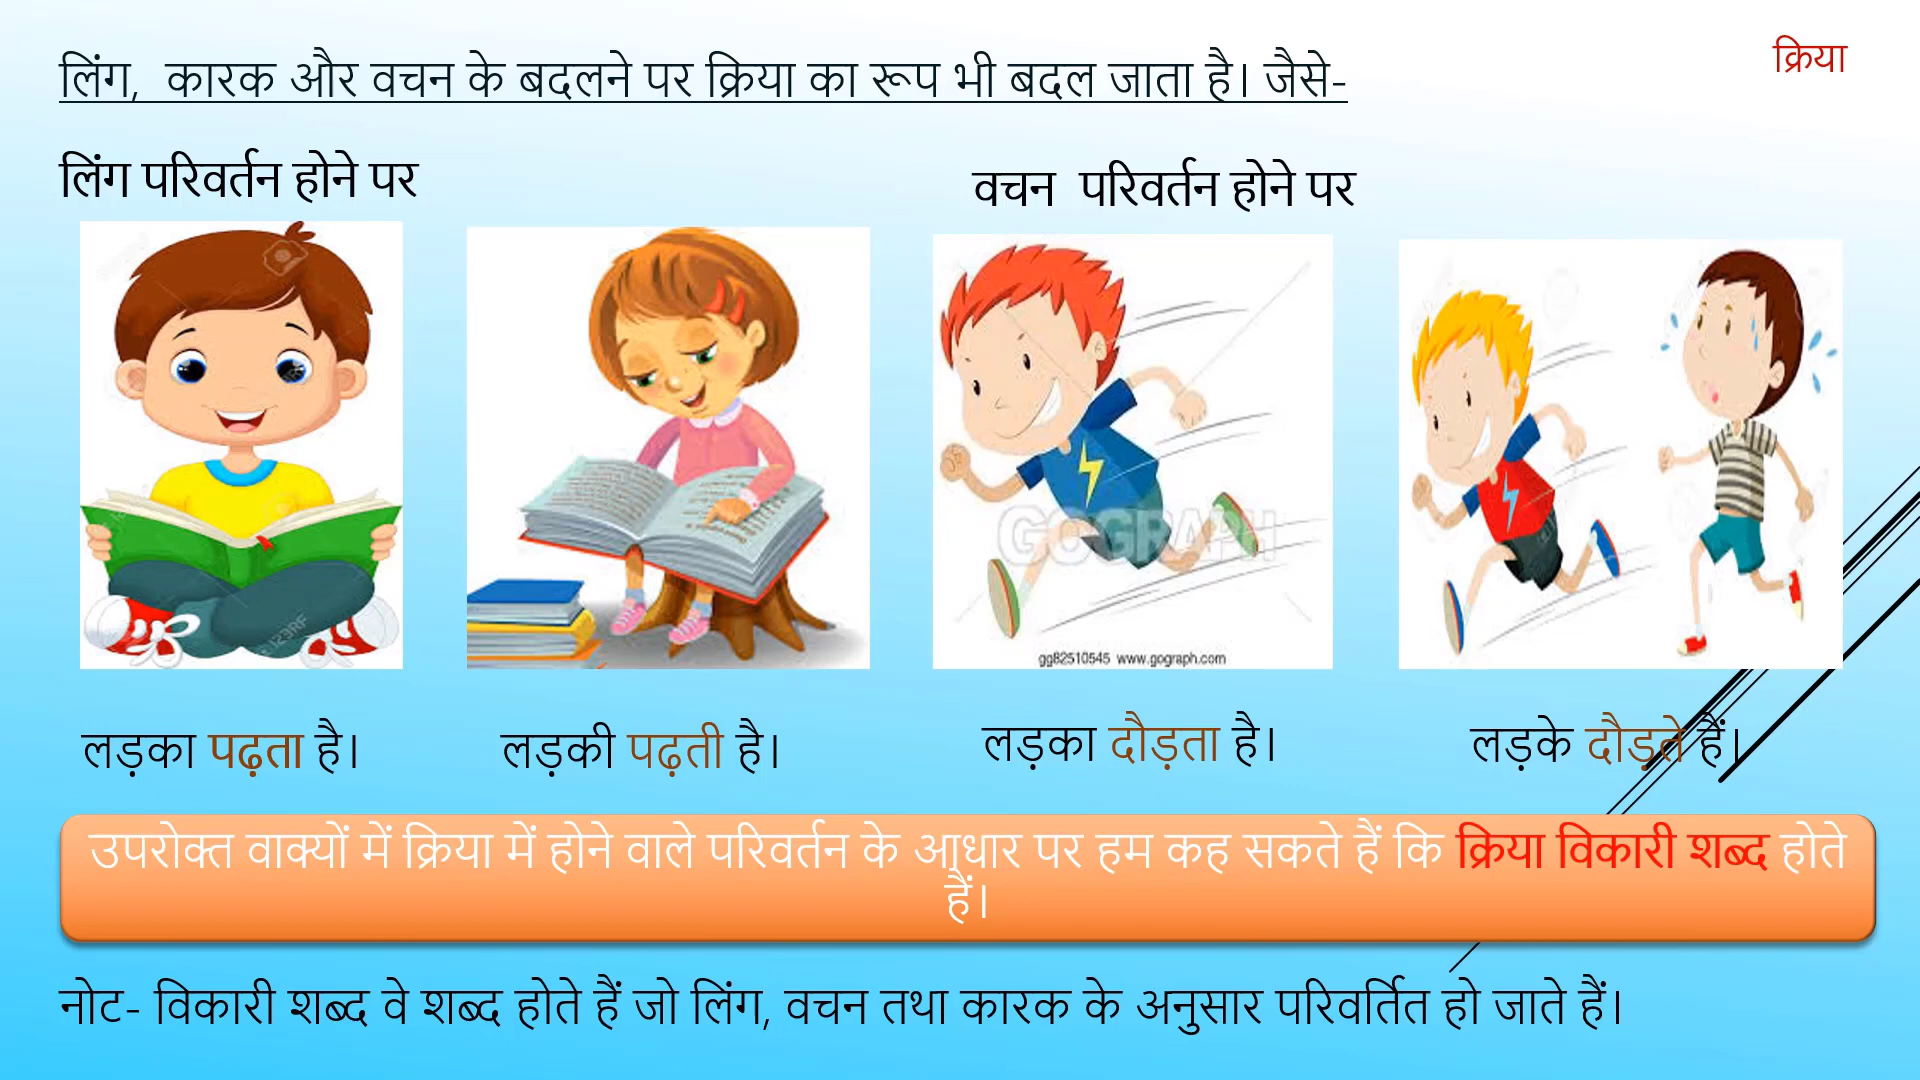 क्रिया
लिंग, कारक और वचन के बदलने पर क्रिया का रूप भी बदल जाता है। जैसे-
लिंग परिवर्तन होने पर
वचन परिवर्तन होने पर
GOGRAPH
gg82510545 www.gograph.com
लड़का पढ़ता है।
लड़की पढ़ती है।
लड़का दौड़ता है।
लड़के दौड़ते हैं।
उपरोक्त वाक्यों में क्रिया में होने वाले परिवर्तन के आधार पर हम कह सकते हैं कि क्रिया विकारी शब्द होते
हैं।
नोट- विकारी शब्द वे शब्द होते हैं जो लिंग, वचन तथा कारक के अनुसार परिवर्तित हो जाते हैं।